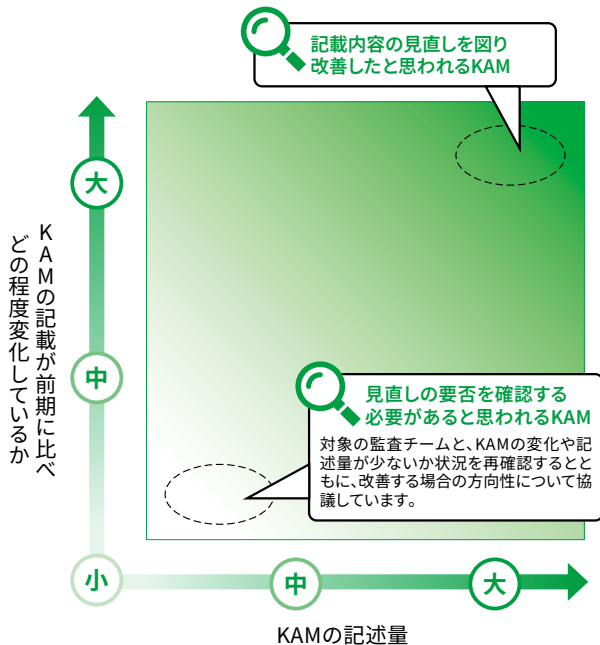 記載内容の見直しを図り
改善したと思われるKAM
大
KAMの記載が前期に比べ
どの程度変化しているか
中
見直しの要否を確認する
必要があると思われるKAM
対象の監査チームと、KAMの変化や記
述量が少ないか状況を再確認するとと
もに、改善する場合の方向性について協
議しています。
小
中
大
KAMの記述量